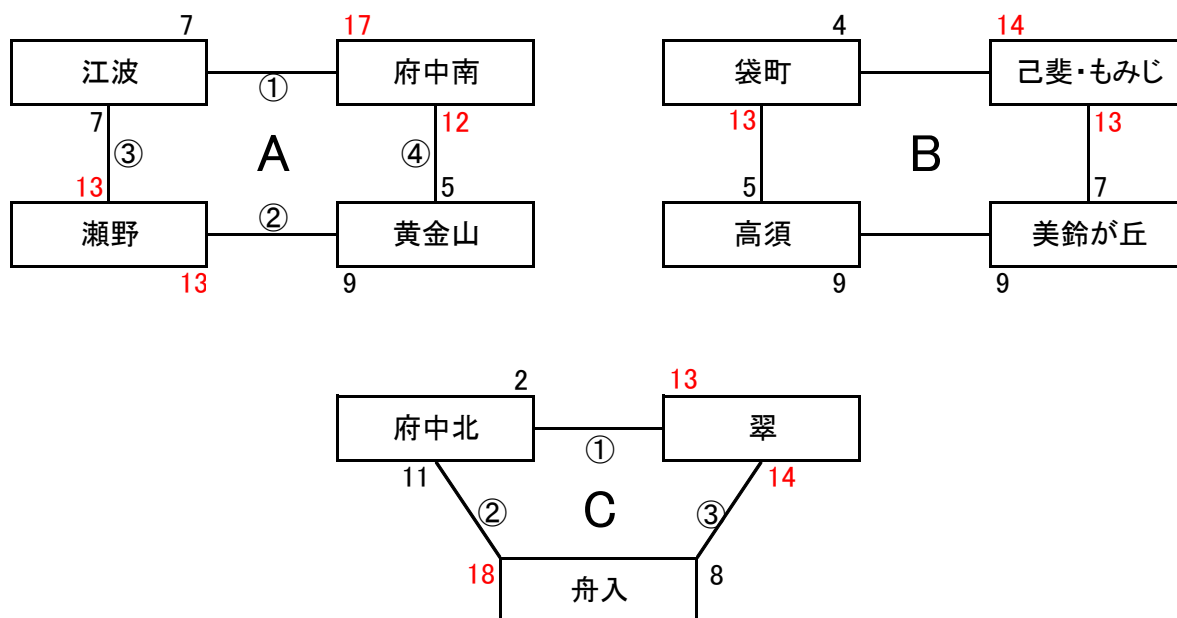 7 17 4 14
江波 府中南 袋町 己斐・もみじ
①
7 12 13 13
③ A ④ B
13 5 5 7
瀬野 ② 黄金山 高須 美鈴が丘
13 9 9 9
2 13
府中北 翠
①
11 14
② C ③
18 8
舟入